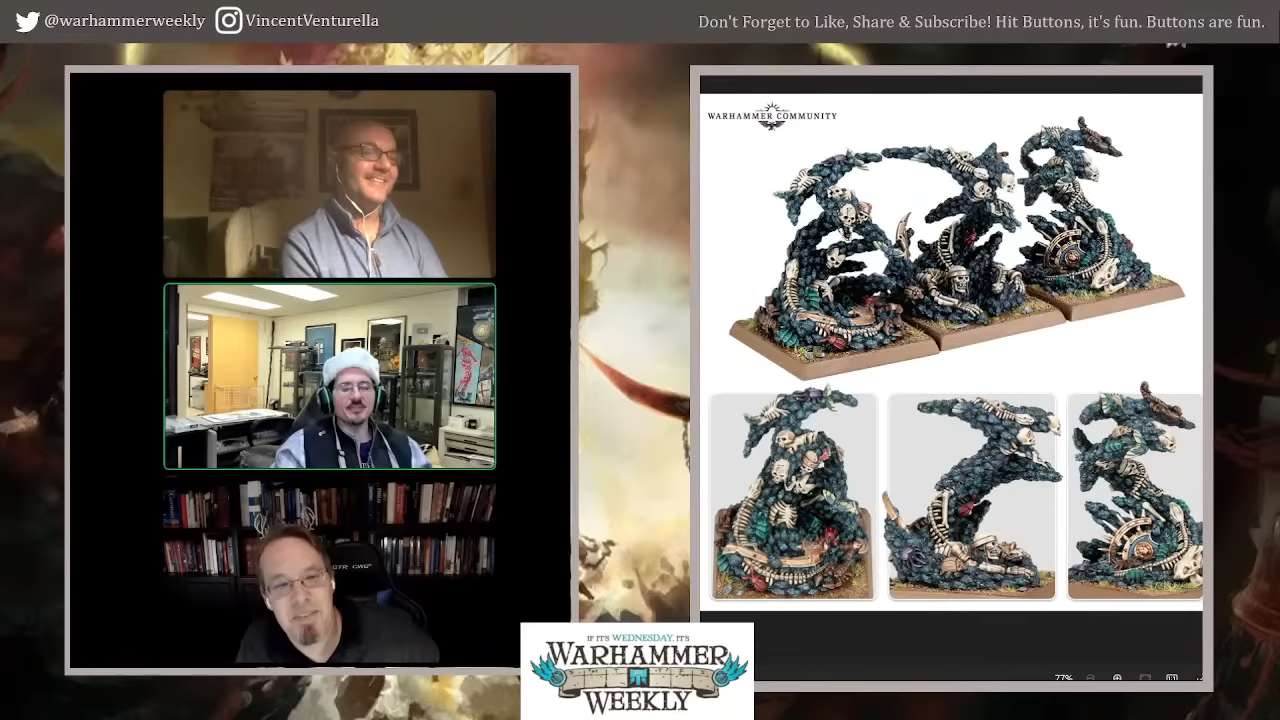 @warhammerweekly
VincentVenturella
Don't Forget to Like, Share & Subscribe! Hit Buttons, it's fun. Buttons are fun.
WARHAMMER COMMUNITY
77%
IF IT'S WEDNESDAY, IT'S
WARHAMMER
WEEKLY